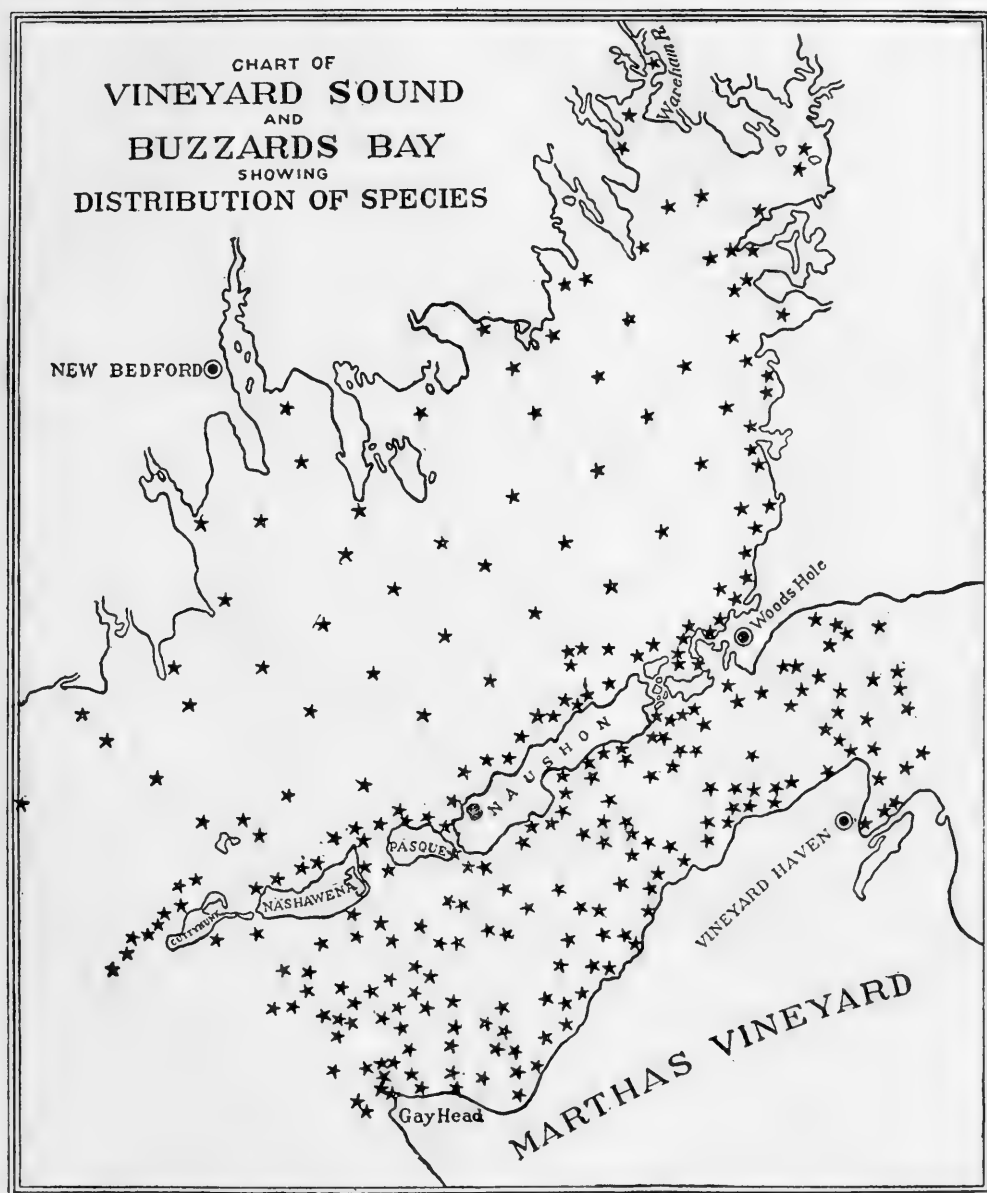 CHART OF
VINEYARD SOUND
AND
BUZZARDS BAY
SHOWING
DISTRIBUTION OF SPECIES
Wareham R.
NEW BEDFORD
Woods Hole
NAUSHON
PASQUE
NASHAWENA
CUTTYHUNK
VINEYARD HAVEN
MARTHAS VINEYARD
Gay Head